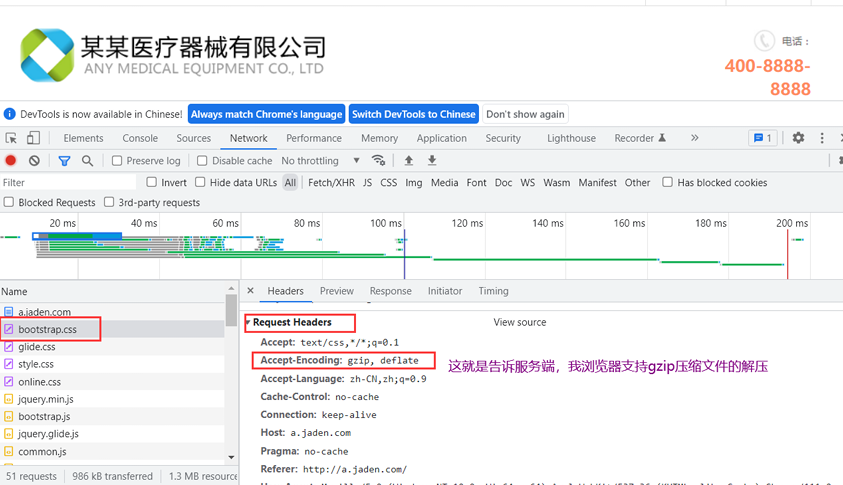 某某医疗器械有限公司
ANY MEDICAL EQUIPMENT CO., LTD
电话：
400-8888-
8888
DevTools is now available in Chinese! Always match Chrome's language Switch DevTools to Chinese Don't show again
Elements Console Sources Network Performance Memory Application Security Lighthouse Recorder 1
Preserve log Disable cache No throttling
Filter Invert Hide data URLs All Fetch/XHR JS CSS Img Media Font Doc WS Wasm Manifest Other Has blocked cookies
Blocked Requests 3rd-party requests
20 ms 40 ms 60 ms 80 ms 100 ms 120 ms 140 ms 160 ms 180 ms 200 ms
Name
a.jaden.com
bootstrap.css
glide.css
style.css
online.css
jquery.min.js
bootstrap.js
jquery.glide.js
common.js
51 requests 986 kB transferred 1.3 MB resource
Headers Preview Response Initiator Timing
Request Headers View source
Accept: text/css,*/*;q=0.1
Accept-Encoding: gzip, deflate
这就是告诉服务端，我浏览器支持gzip压缩文件的解压
Accept-Language: zh-CN,zh;q=0.9
Cache-Control: no-cache
Connection: keep-alive
Host: a.jaden.com
Pragma: no-cache
Referer: http://a.jaden.com/